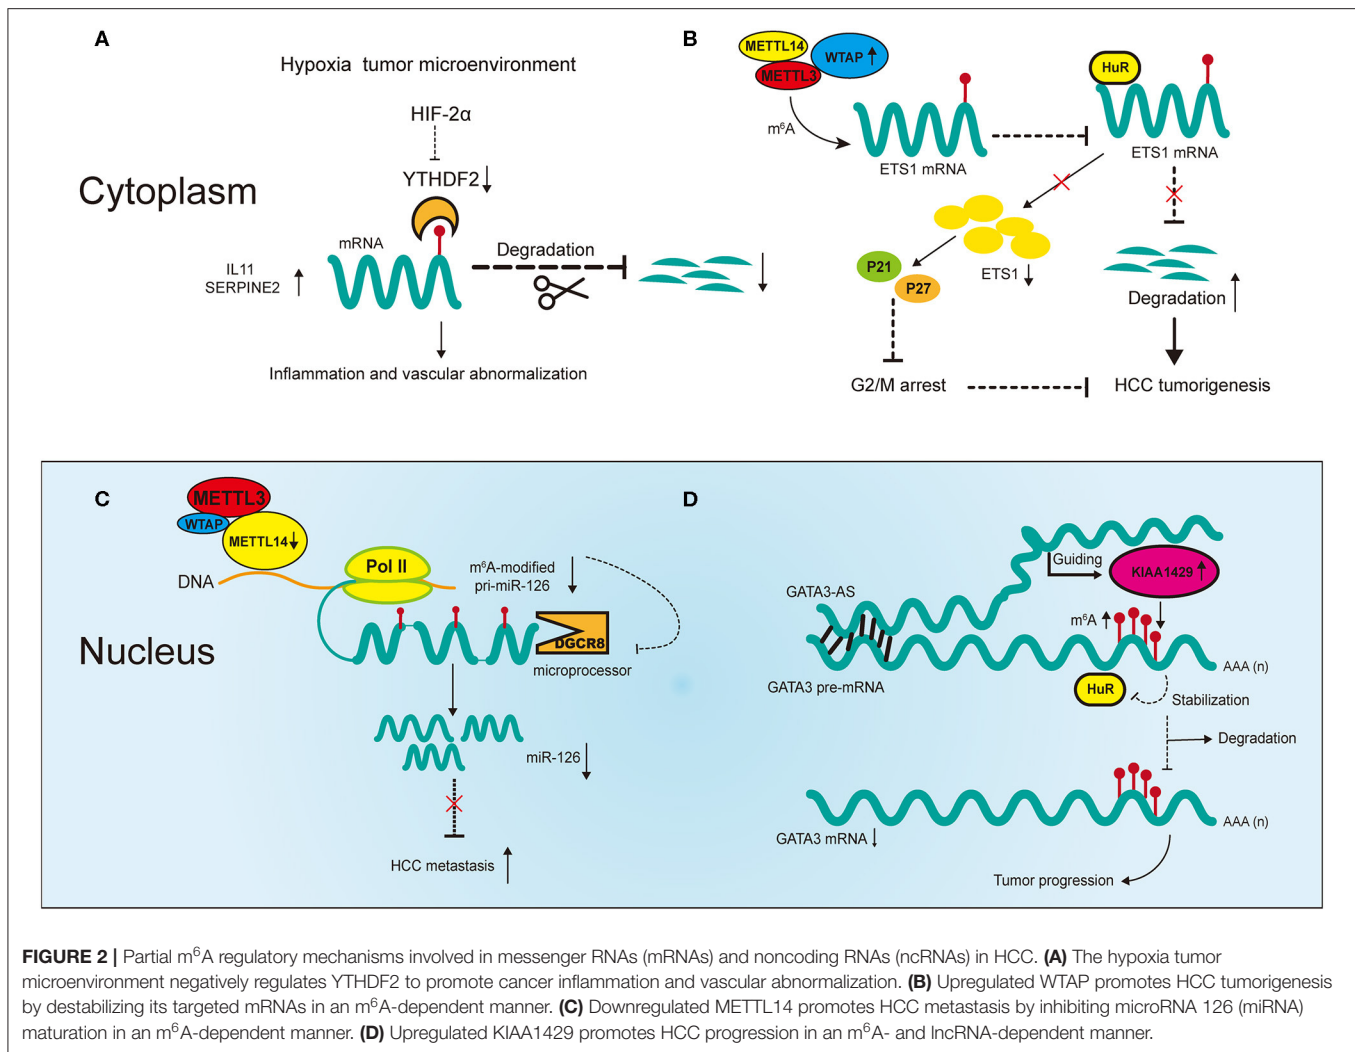 A
Hypoxia tumor microenvironment
HIF-2α
YTHDF2
Cytoplasm
mRNA
IL11
SERPINE2
Degradation
Inflammation and vascular abnormalization
B
METTL14
METTL3
WTAP
m⁶A
ETS1 mRNA
HuR
ETS1 mRNA
ETS1
P21
P27
Degradation
G2/M arrest
HCC tumorigenesis
C
METTL3
WTAP
METTL14
DNA
Pol II
m⁶A-modified
pri-miR-126
DGCR8
microprocessor
Nucleus
miR-126
HCC metastasis
D
Guiding
KIAA1429
GATA3-AS
m⁶A
AAA (n)
GATA3 pre-mRNA
HuR
Stabilization
Degradation
AAA (n)
GATA3 mRNA
Tumor progression
FIGURE 2 | Partial m⁶A regulatory mechanisms involved in messenger RNAs (mRNAs) and noncoding RNAs (ncRNAs) in HCC. (A) The hypoxia tumor
microenvironment negatively regulates YTHDF2 to promote cancer inflammation and vascular abnormalization. (B) Upregulated WTAP promotes HCC tumorigenesis
by destabilizing its targeted mRNAs in an m⁶A-dependent manner. (C) Downregulated METTL14 promotes HCC metastasis by inhibiting microRNA 126 (miRNA)
maturation in an m⁶A-dependent manner. (D) Upregulated KIAA1429 promotes HCC progression in an m⁶A- and lncRNA-dependent manner.